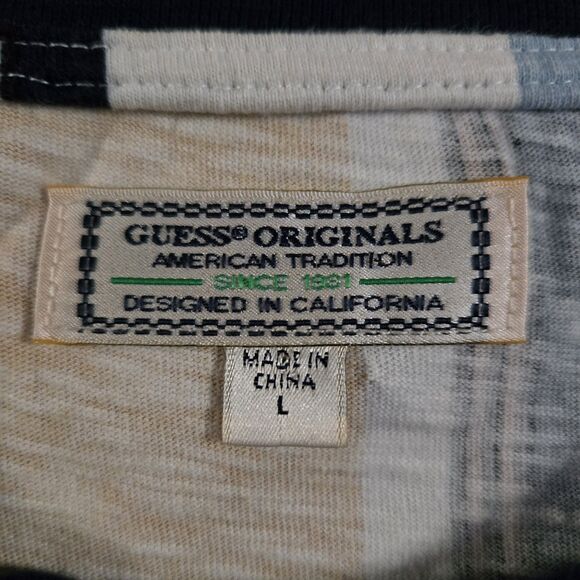 GUESS® ORIGINALS
AMERICAN TRADITION
SINCE 1981
DESIGNED IN CALIFORNIA
MADE IN
CHINA
L